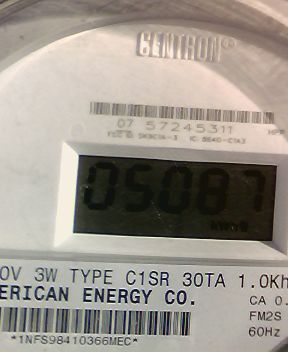 CENTRON®
07 57245311
05087
0V 3W TYPE C1SR 30TA 1.0Kh
ERICAN ENERGY CO.
CA 0.
FM2S
60Hz
*1NFS98410366MEC*